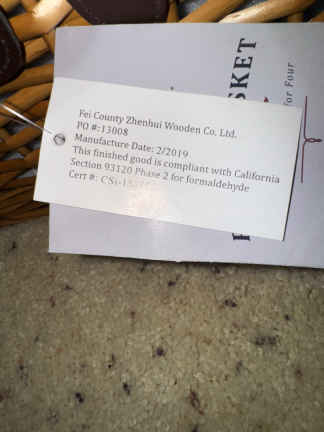 Fei County Zhenhui Wooden Co. Ltd.
PO #:13008
Manufacture Date: 2/2019
This finished good is compliant with California
Section 93120 Phase 2 for formaldehyde
Cert #:
SKET
for Four